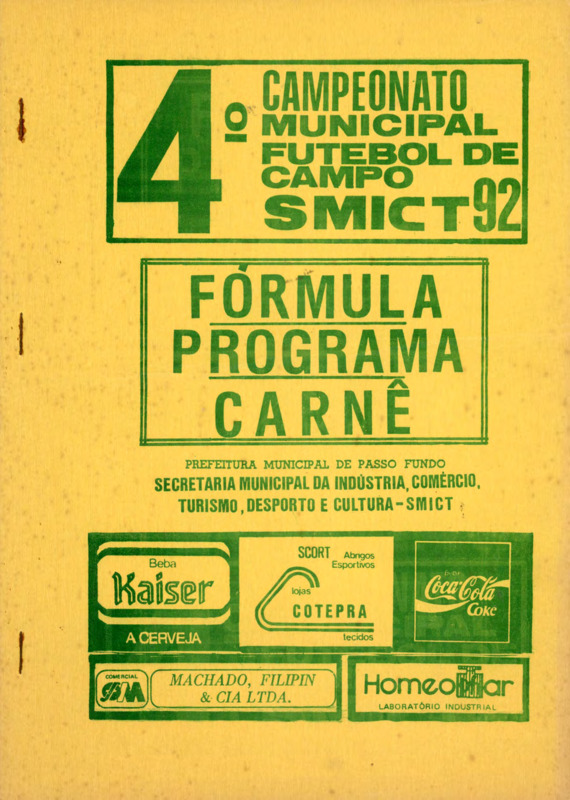 4º CAMPEONATO
MUNICIPAL
FUTEBOL DE
CAMPO
SMICT 92
FÓRMULA
PROGRAMA
CARNÊ
PREFEITURA MUNICIPAL DE PASSO FUNDO
SECRETARIA MUNICIPAL DA INDÚSTRIA, COMÉRCIO,
TURISMO, DESPORTO E CULTURA - SMICT
Beba
Kaiser
A CERVEJA
SCORT Abrigos
Esportivos
lojas
COTEPRA
tecidos
Coca-Cola
Coke
COMERCIAL
MACHADO, FILIPIN
& CIA LTDA.
Homeo
ar
LABORATÓRIO INDUSTRIAL